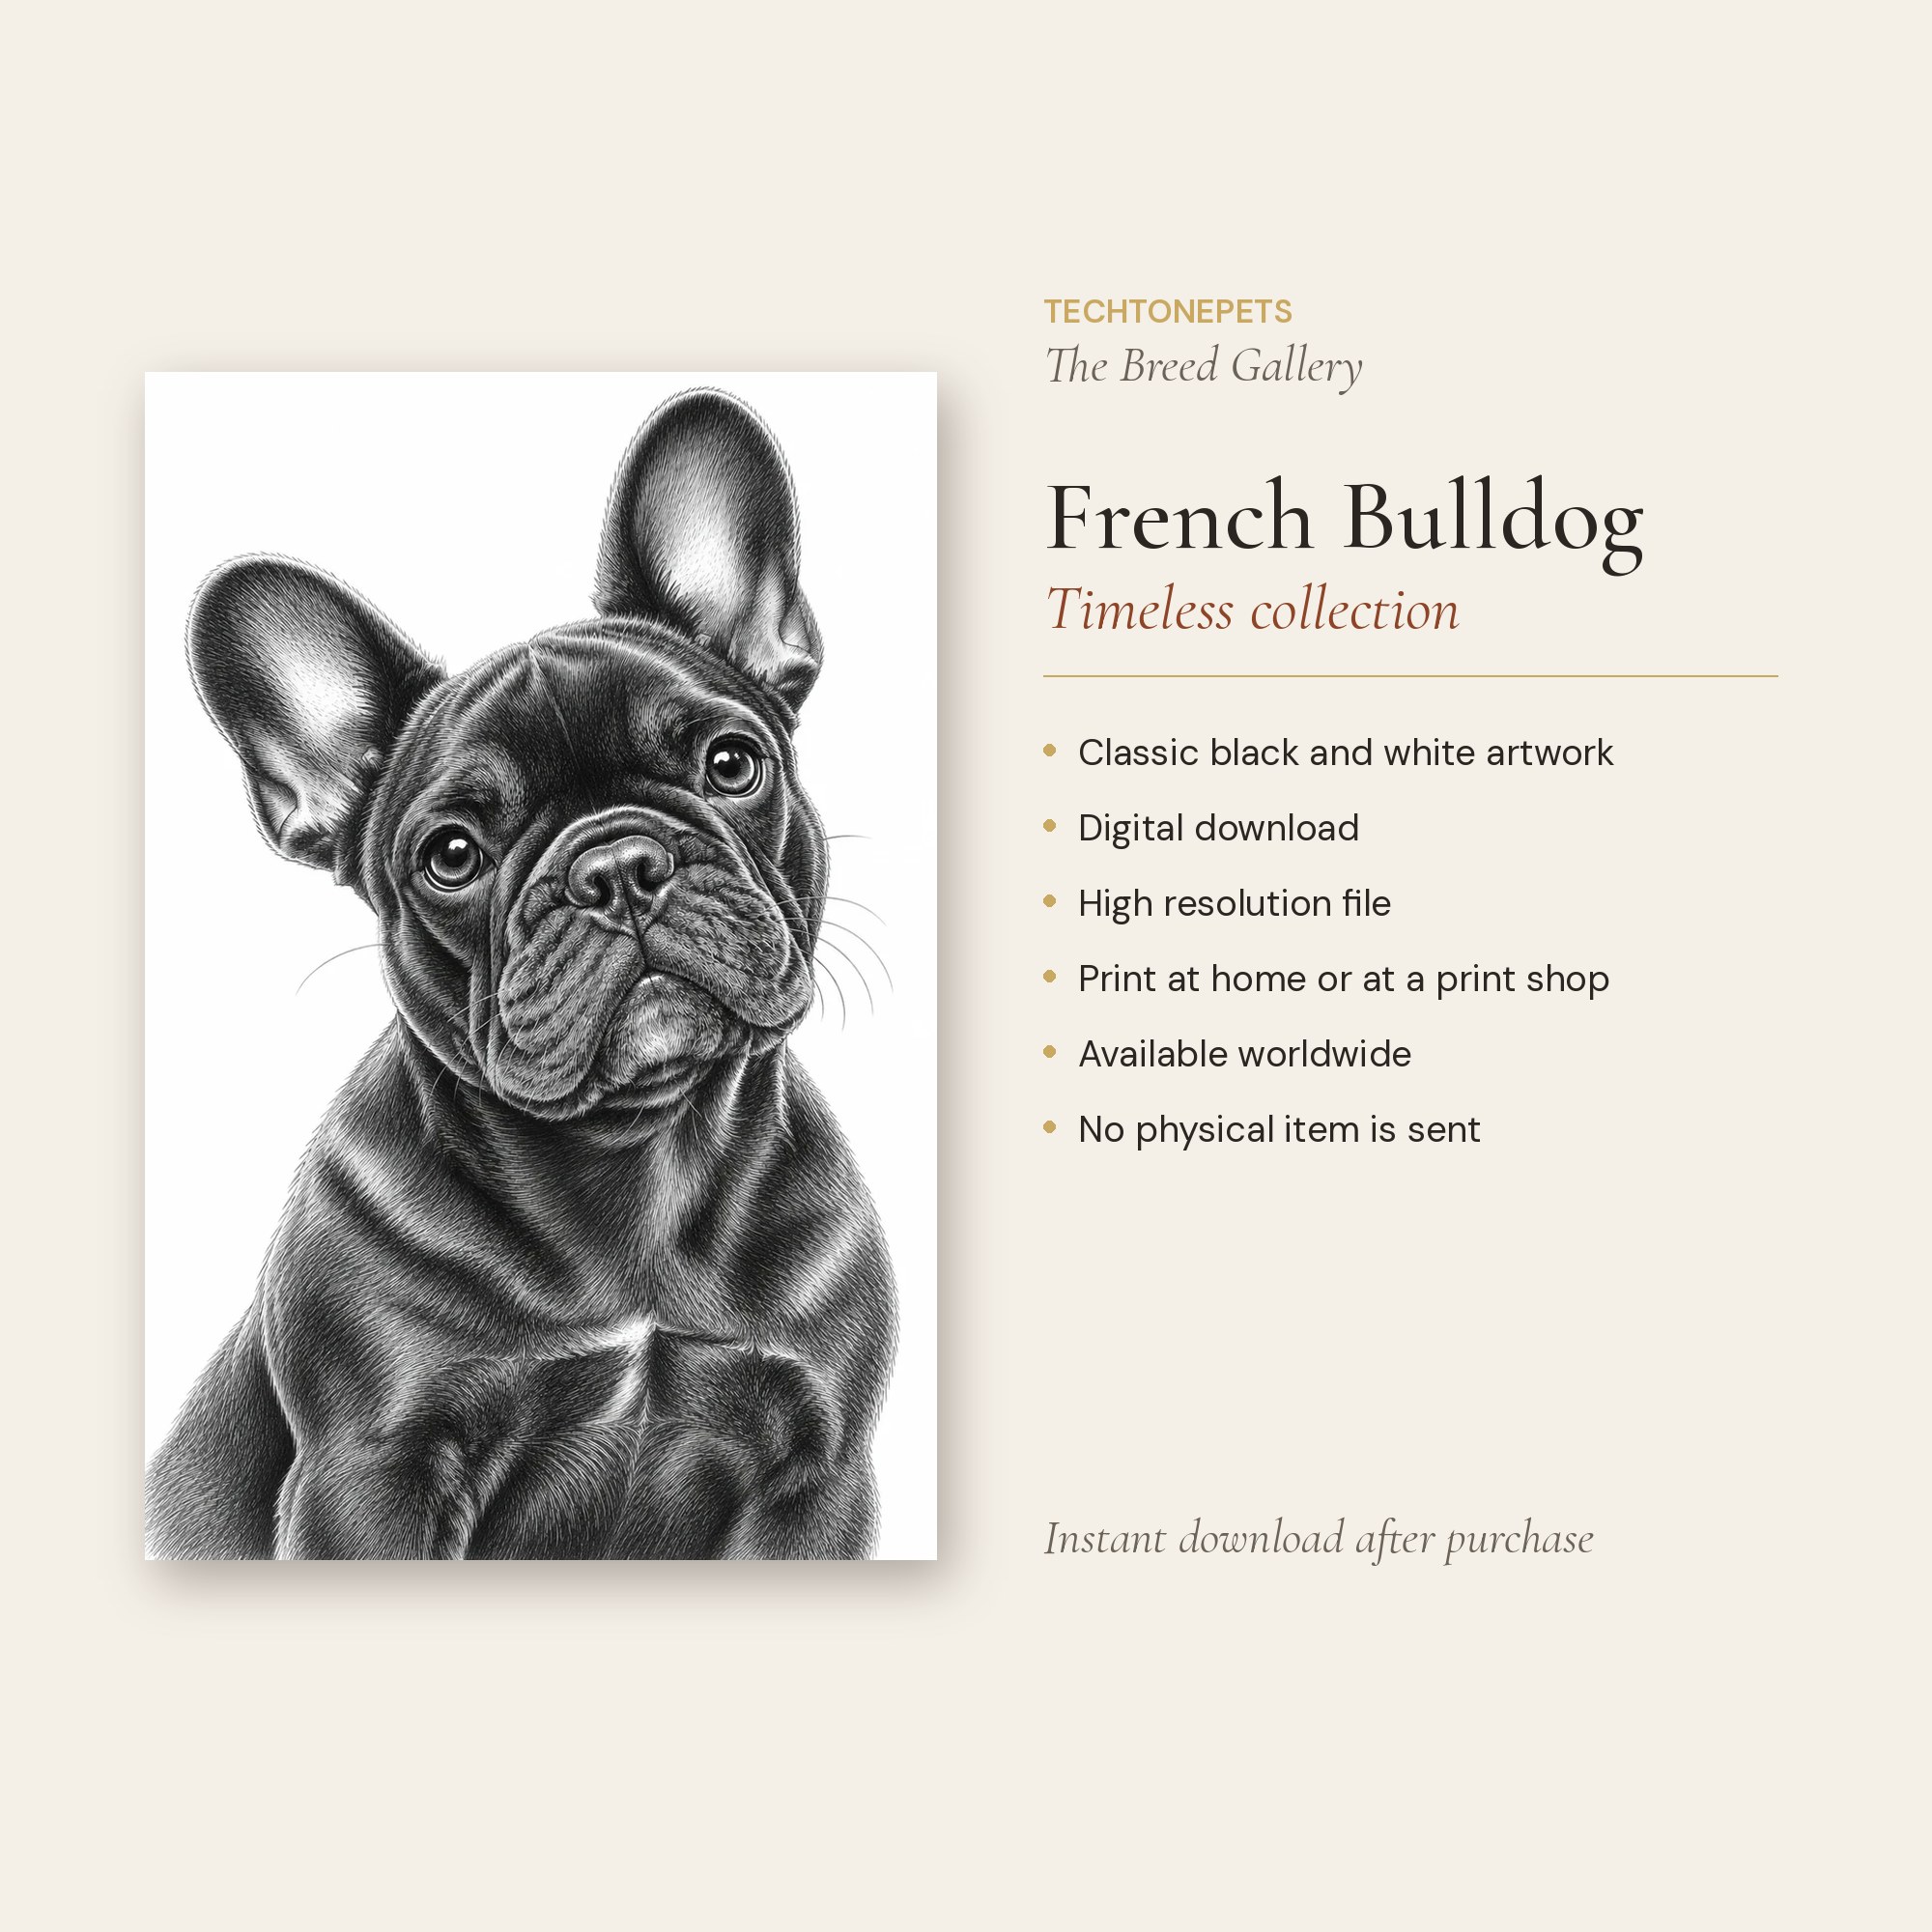 TECHTONEPETS
The Breed Gallery
French Bulldog
Timeless collection
Classic black and white artwork
Digital download
High resolution file
Print at home or at a print shop
Available worldwide
No physical item is sent
Instant download after purchase